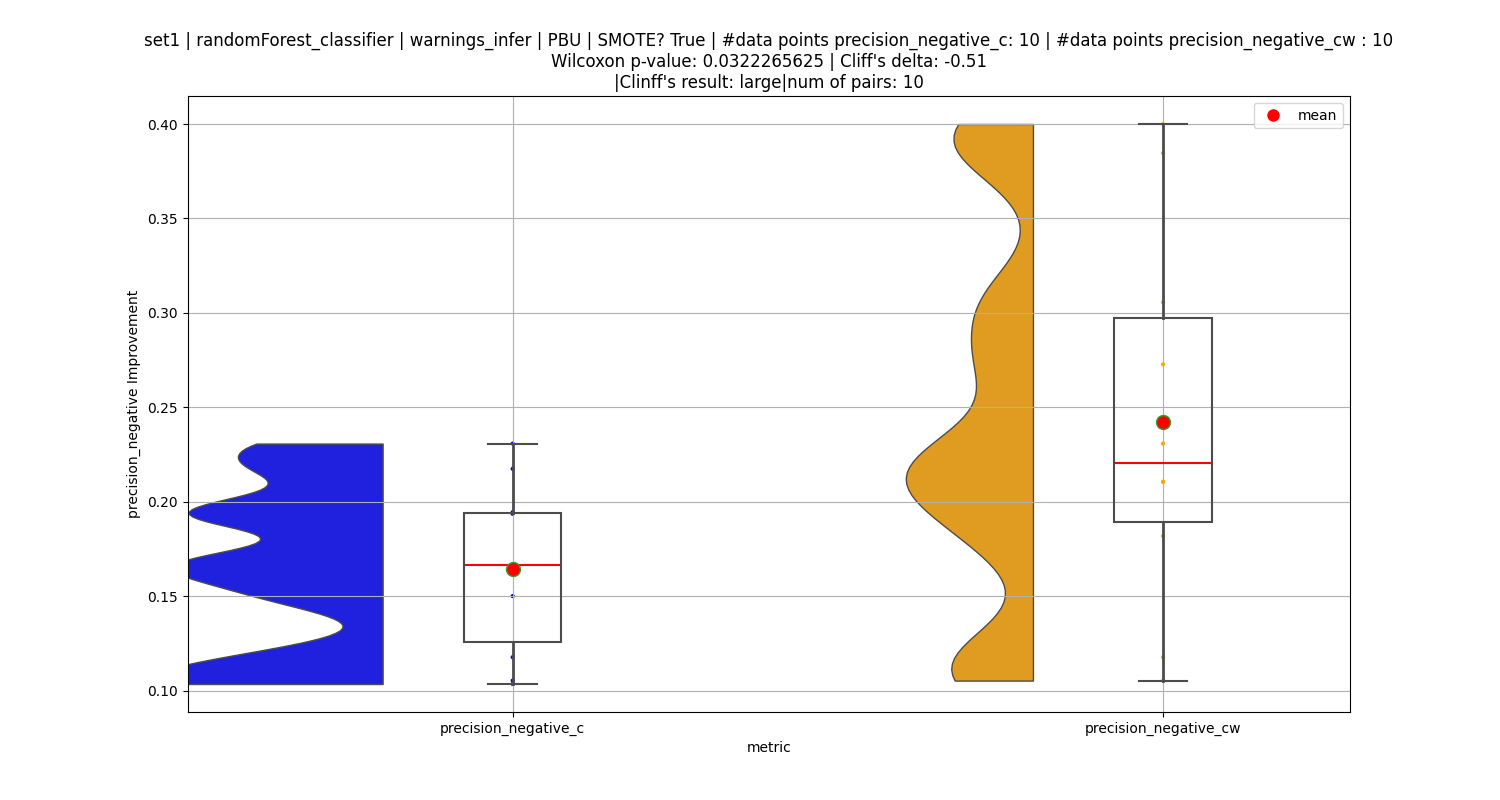 set1 | randomForest_classifier | warnings_infer | PBU | SMOTE? True | #data points precision_negative_c: 10 | #data points precision_negative_cw : 10
Wilcoxon p-value: 0.0322265625 | Cliff's delta: -0.51
|Clinff's result: large|num of pairs: 10
mean
0.40
0.35
0.30
0.25
0.20
0.15
0.10
precision_negative Improvement
precision_negative_c
precision_negative_cw
metric